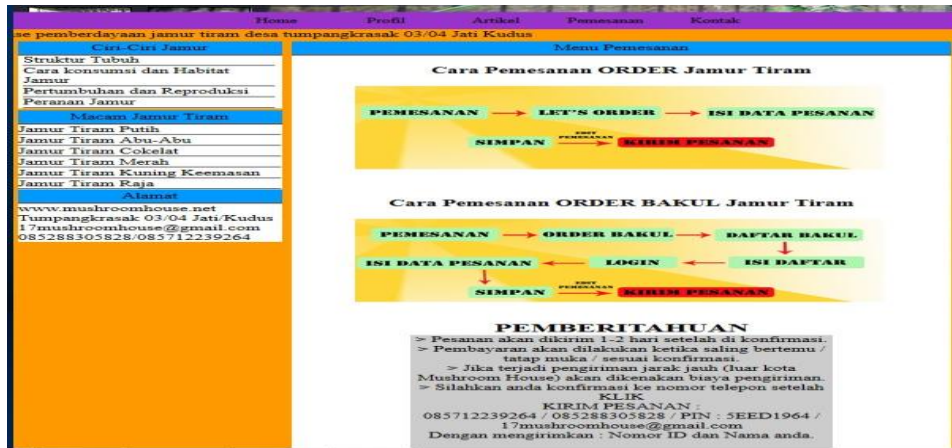 Home Profil Artikel Pemesanan Kontak
se pemberdayaan jamur tiram desa tumpangkrasak 03/04 Jati Kudus
Ciri-Ciri Jamur
Struktur Tubuh
Cara konsumsi dan Habitat
Jamur
Pertumbuhan dan Reproduksi
Peranan Jamur
Macam Jamur Tiram
Jamur Tiram Putih
Jamur Tiram Abu-Abu
Jamur Tiram Cokelat
Jamur Tiram Merah
Jamur Tiram Kuning Keemasan
Jamur Tiram Raja
Alamat
www.mushroomhouse.net
Tumpangkrasak 03/04 Jati/Kudus
17mushroomhouse@gmail.com
085288305828/085712239264
Menu Pemesanan
Cara Pemesanan ORDER Jamur Tiram
PEMESANAN LET'S ORDER ISI DATA PESANAN
SIMPAN EDIT PEMESANAN KIRIM PESANAN
Cara Pemesanan ORDER BAKUL Jamur Tiram
PEMESANAN ORDER BAKUL DAFTAR BAKUL
ISI DATA PESANAN LOGIN ISI DAFTAR
SIMPAN EDIT PEMESANAN KIRIM PESANAN
PEMBERITAHUAN
> Pesanan akan dikirim 1-2 hari setelah di konfirmasi.
> Pembayaran akan dilakukan ketika saling bertemu /
tatap muka / sesuai konfirmasi.
> Jika terjadi pengiriman jarak jauh (luar kota
Mushroom House) akan dikenakan biaya pengiriman.
> Silahkan anda konfirmasi ke nomor telepon setelah
KLIK
KIRIM PESANAN :
085712239264 / 085288305828 / PIN : 5EED1964 /
17mushroomhouse@gmail.com
Dengan mengirimkan : Nomor ID dan Nama anda.